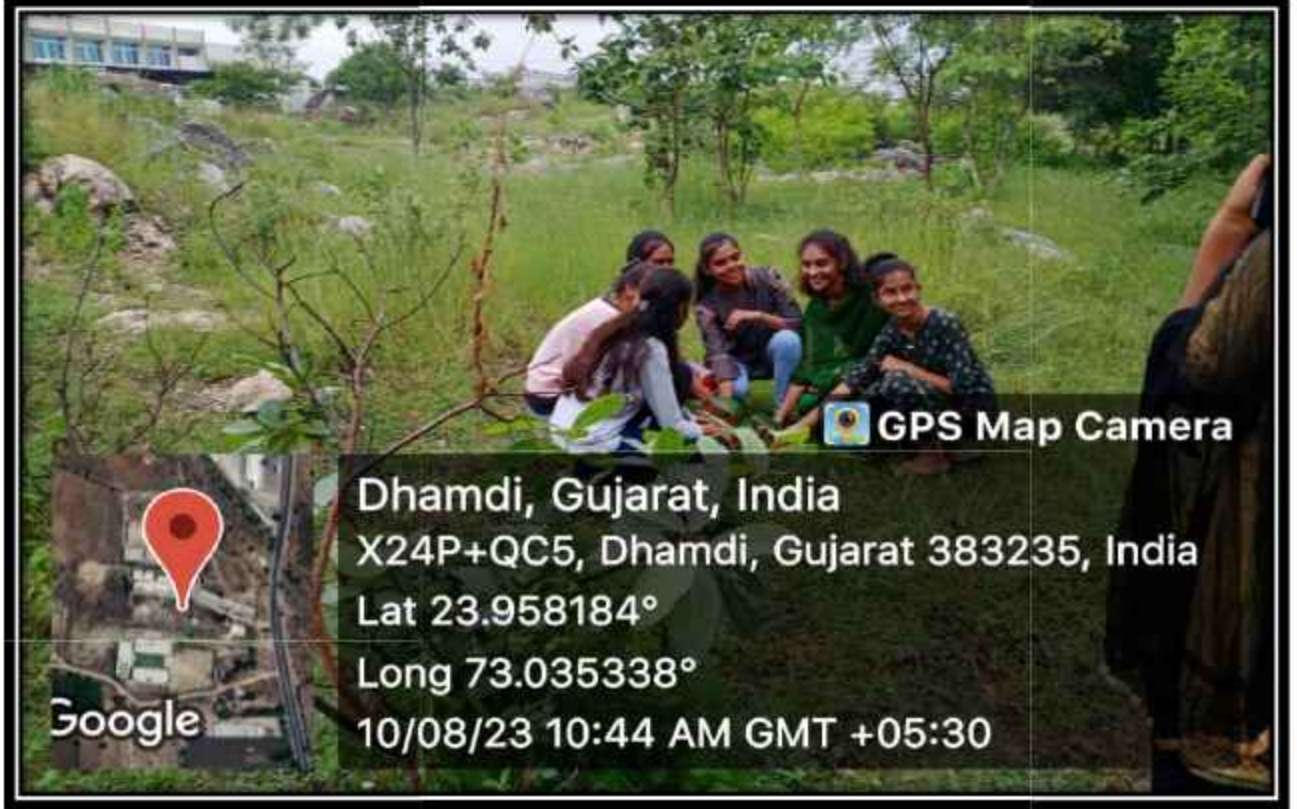 GPS Map Camera
Dhamdi, Gujarat, India
X24P+QC5, Dhamdi, Gujarat 383235, India
Lat 23.958184°
Long 73.035338°
10/08/23 10:44 AM GMT +05:30
Google